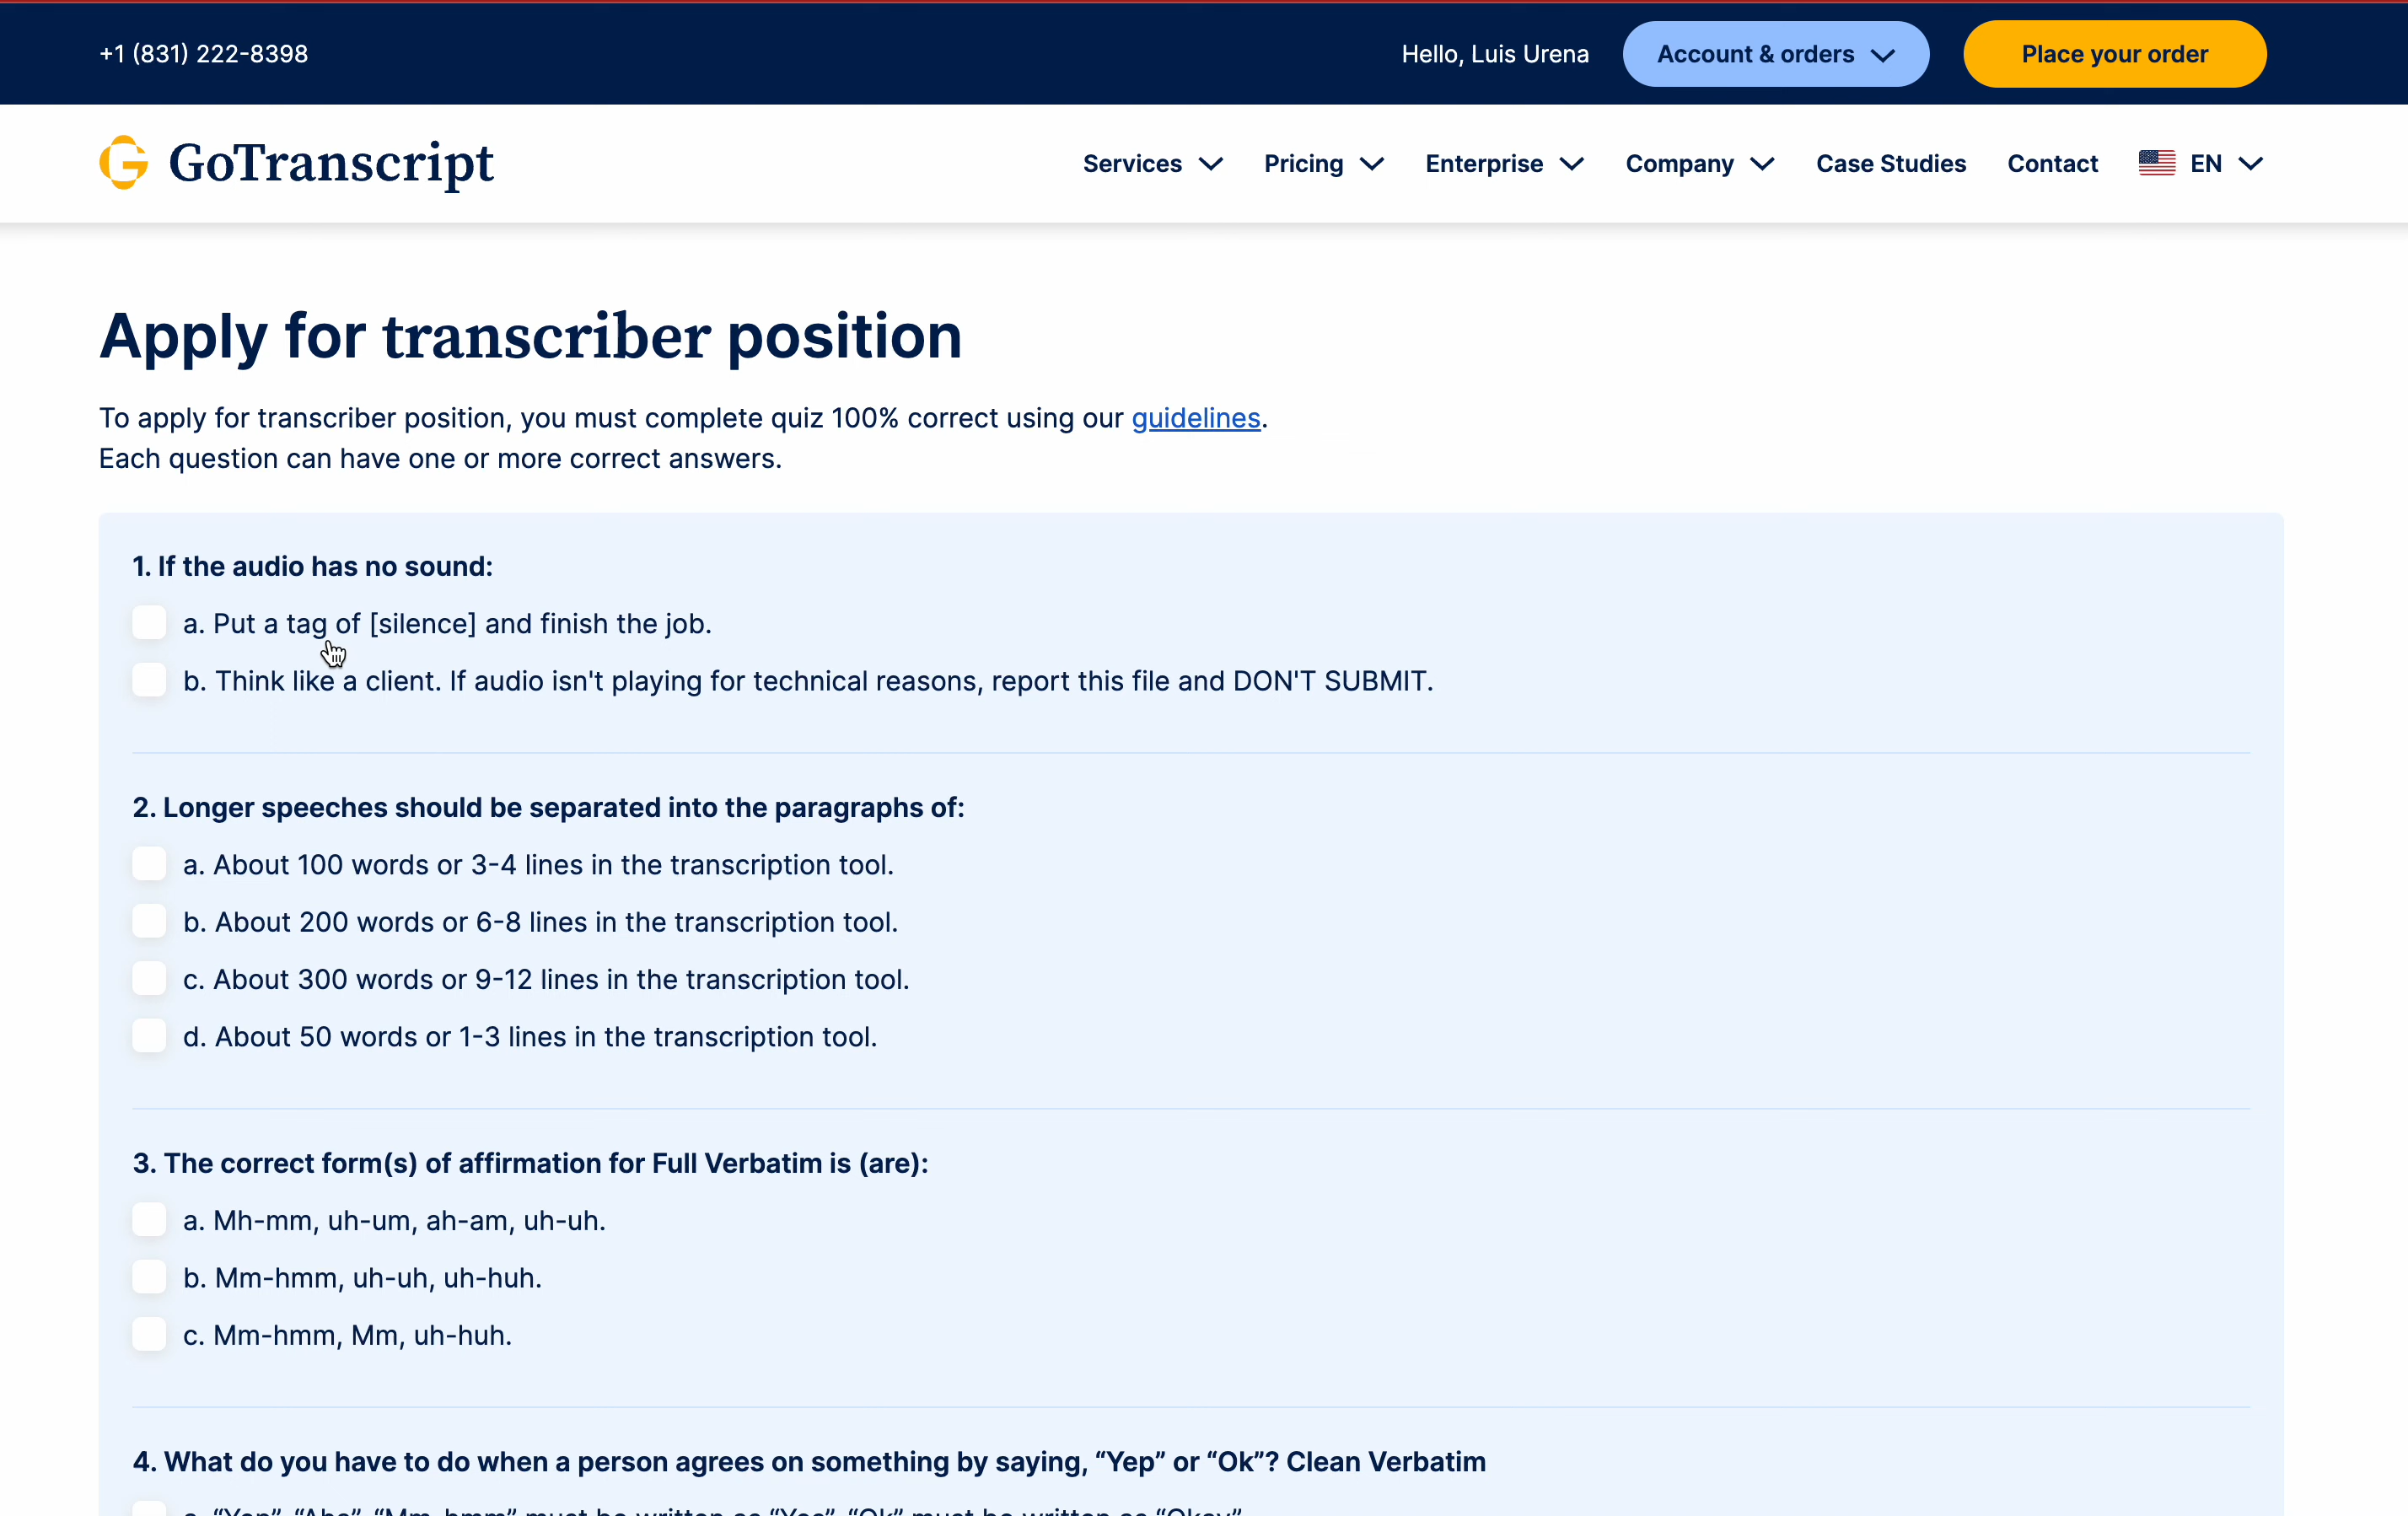 +1 (831) 222-8398
Hello, Luis Urena
Account & orders
Place your order
GoTranscript
Services
Pricing
Enterprise
Company
Case Studies
Contact
EN
Apply for transcriber position
To apply for transcriber position, you must complete quiz 100% correct using our guidelines.
Each question can have one or more correct answers.
1. If the audio has no sound:
a. Put a tag of [silence] and finish the job.
b. Think like a client. If audio isn't playing for technical reasons, report this file and DON'T SUBMIT.
2. Longer speeches should be separated into the paragraphs of:
a. About 100 words or 3-4 lines in the transcription tool.
b. About 200 words or 6-8 lines in the transcription tool.
c. About 300 words or 9-12 lines in the transcription tool.
d. About 50 words or 1-3 lines in the transcription tool.
3. The correct form(s) of affirmation for Full Verbatim is (are):
a. Mh-mm, uh-um, ah-am, uh-uh.
b. Mm-hmm, uh-uh, uh-huh.
c. Mm-hmm, Mm, uh-huh.
4. What do you have to do when a person agrees on something by saying, “Yep” or “Ok”? Clean Verbatim